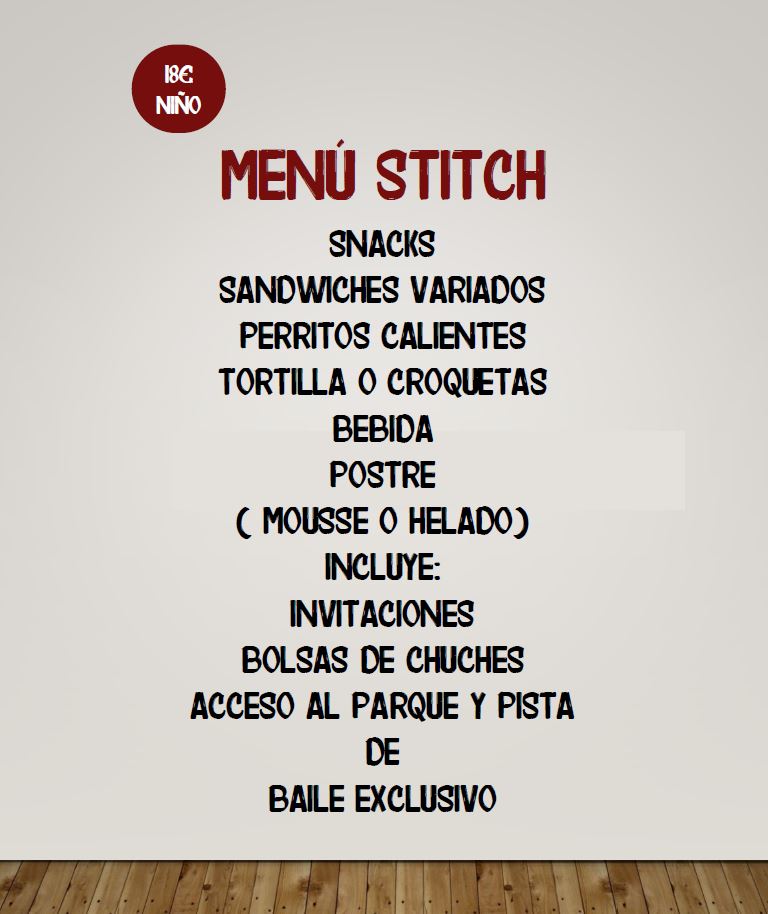 18€
NIÑO
MENÚ STITCH
SNACKS
SANDWICHES VARIADOS
PERRITOS CALIENTES
TORTILLA O CROQUETAS
BEBIDA
POSTRE
( MOUSSE O HELADO)
INCLUYE:
INVITACIONES
BOLSAS DE CHUCHES
ACCESO AL PARQUE Y PISTA
DE
BAILE EXCLUSIVO